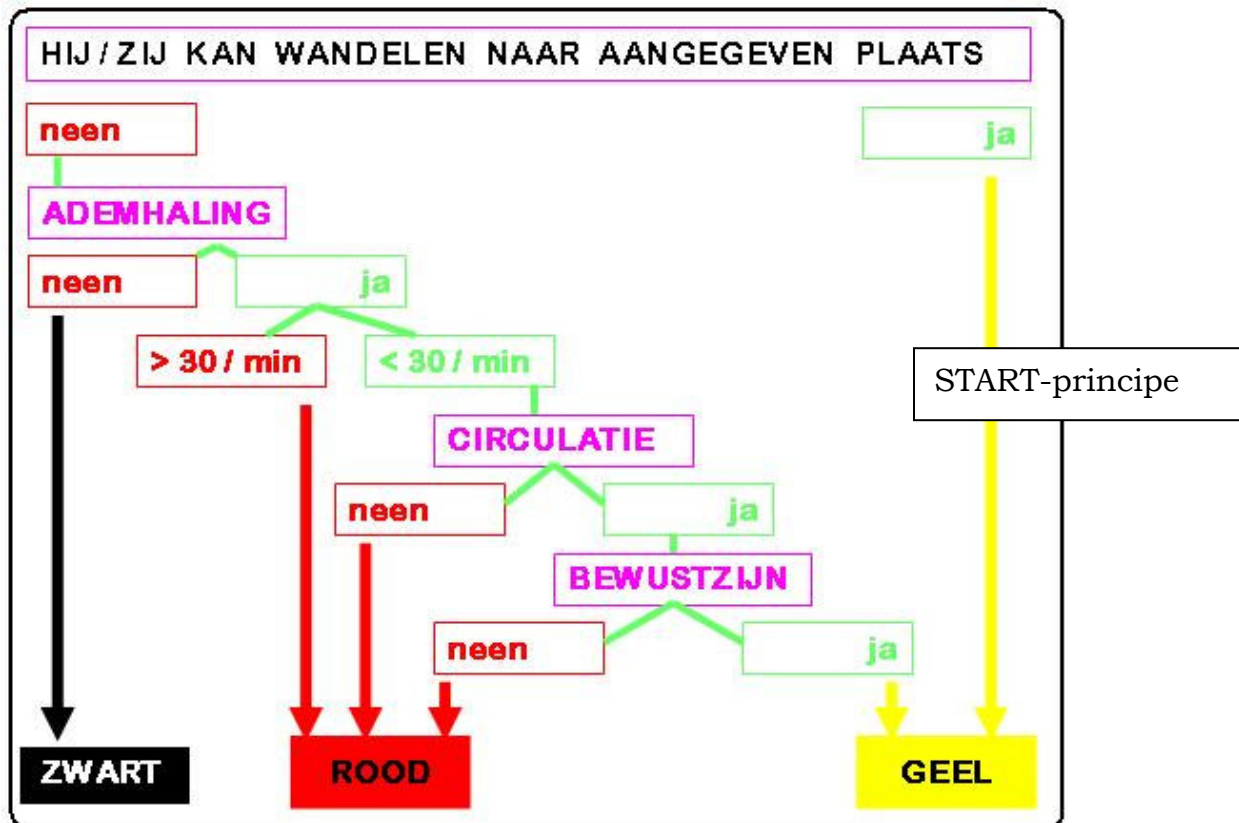 HIJ / ZIJ KAN WANDELEN NAAR AANGEGEVEN PLAATS
neen
ja
ADEMHALING
neen
ja
> 30 / min
< 30 / min
START-principe
CIRCULATIE
neen
ja
BEWUSTZIJN
neen
ja
ZWART
ROOD
GEEL